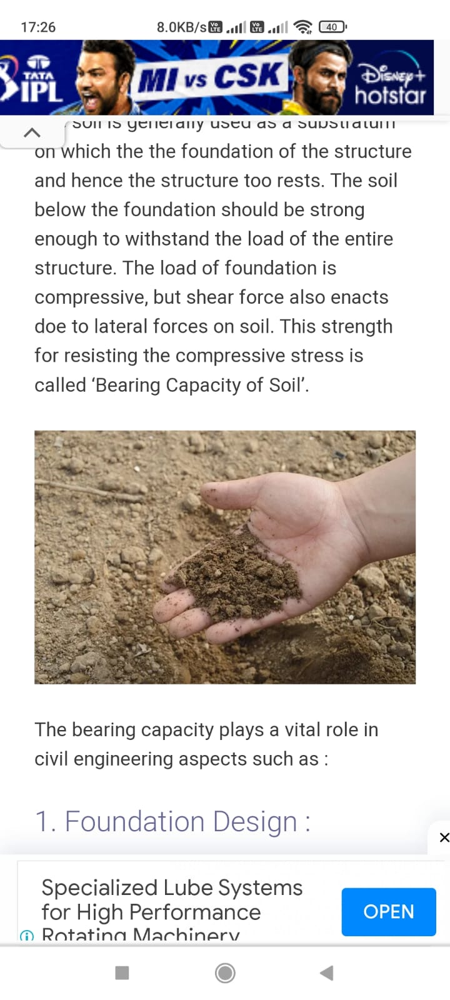 17:26
8.0KB/s Vo LTE Vo LTE 40
TATA
IPL
MI vs CSK
Disney+
hotstar
soil is generally used as a substratum
on which the the foundation of the structure
and hence the structure too rests. The soil
below the foundation should be strong
enough to withstand the load of the entire
structure. The load of foundation is
compressive, but shear force also enacts
doe to lateral forces on soil. This strength
for resisting the compressive stress is
called ‘Bearing Capacity of Soil’.
The bearing capacity plays a vital role in
civil engineering aspects such as :
1. Foundation Design :
Specialized Lube Systems
for High Performance
Rotating Machinery
OPEN